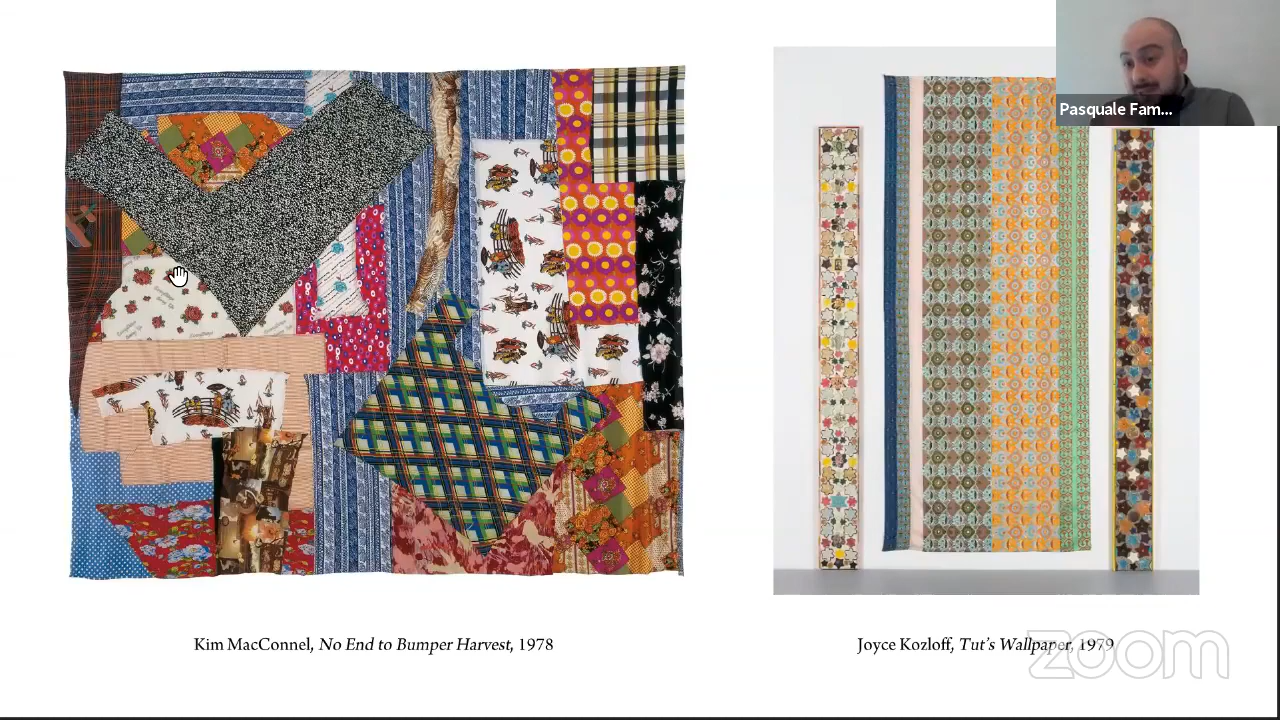 Pasquale Fam...
Kim MacConnel, No End to Bumper Harvest, 1978
Joyce Kozloff, Tut's Wallpaper, 1979
zoom